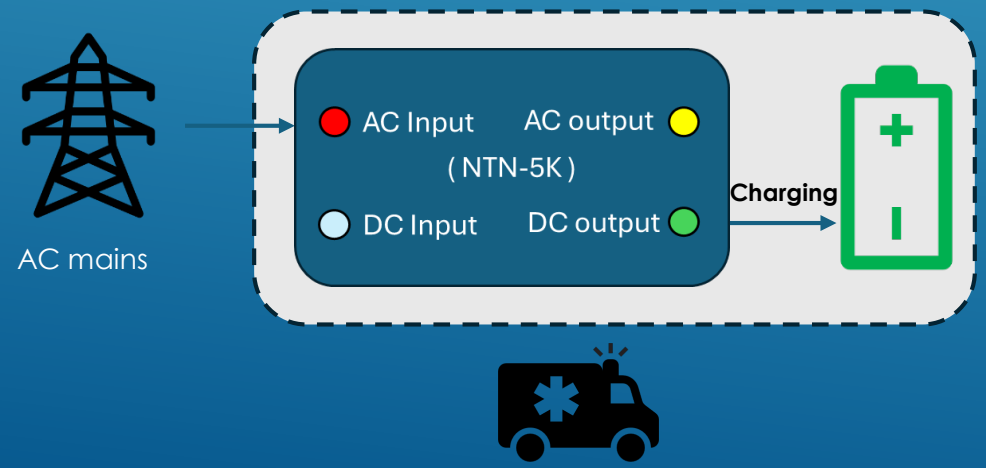 AC Input AC output
( NTN-5K )
Charging
DC Input DC output
AC mains